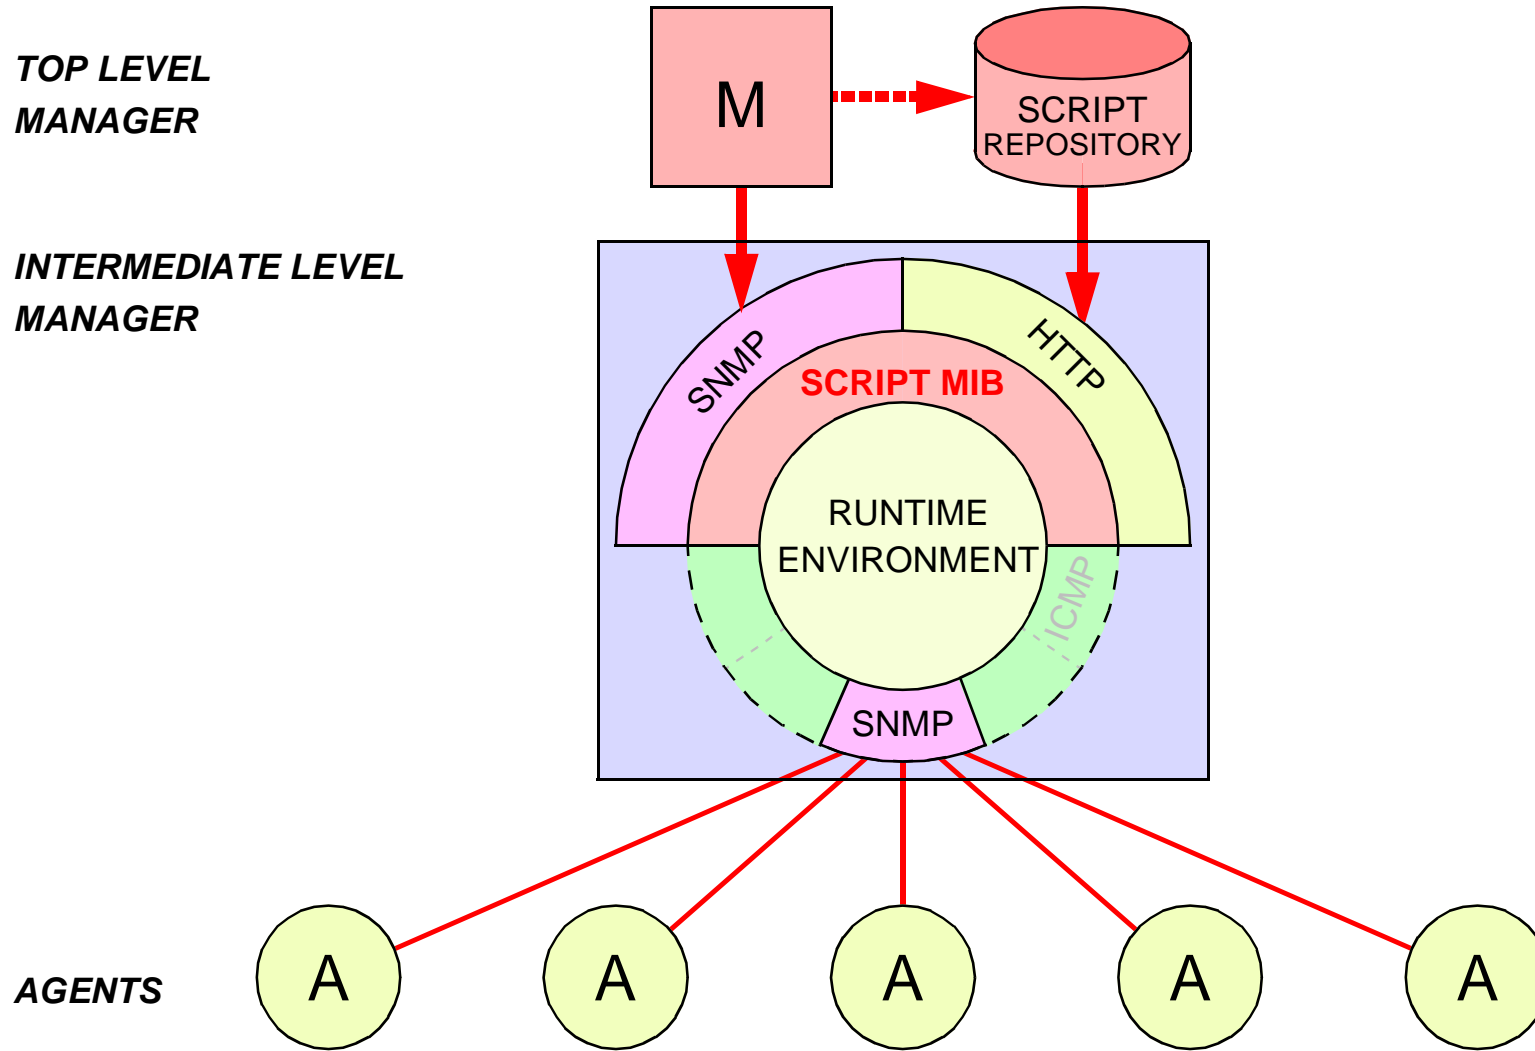 TOP LEVEL
MANAGER
M
SCRIPT
REPOSITORY
INTERMEDIATE LEVEL
MANAGER
SNMP
HTTP
SCRIPT MIB
RUNTIME
ENVIRONMENT
ICMP
SNMP
AGENTS
A
A
A
A
A